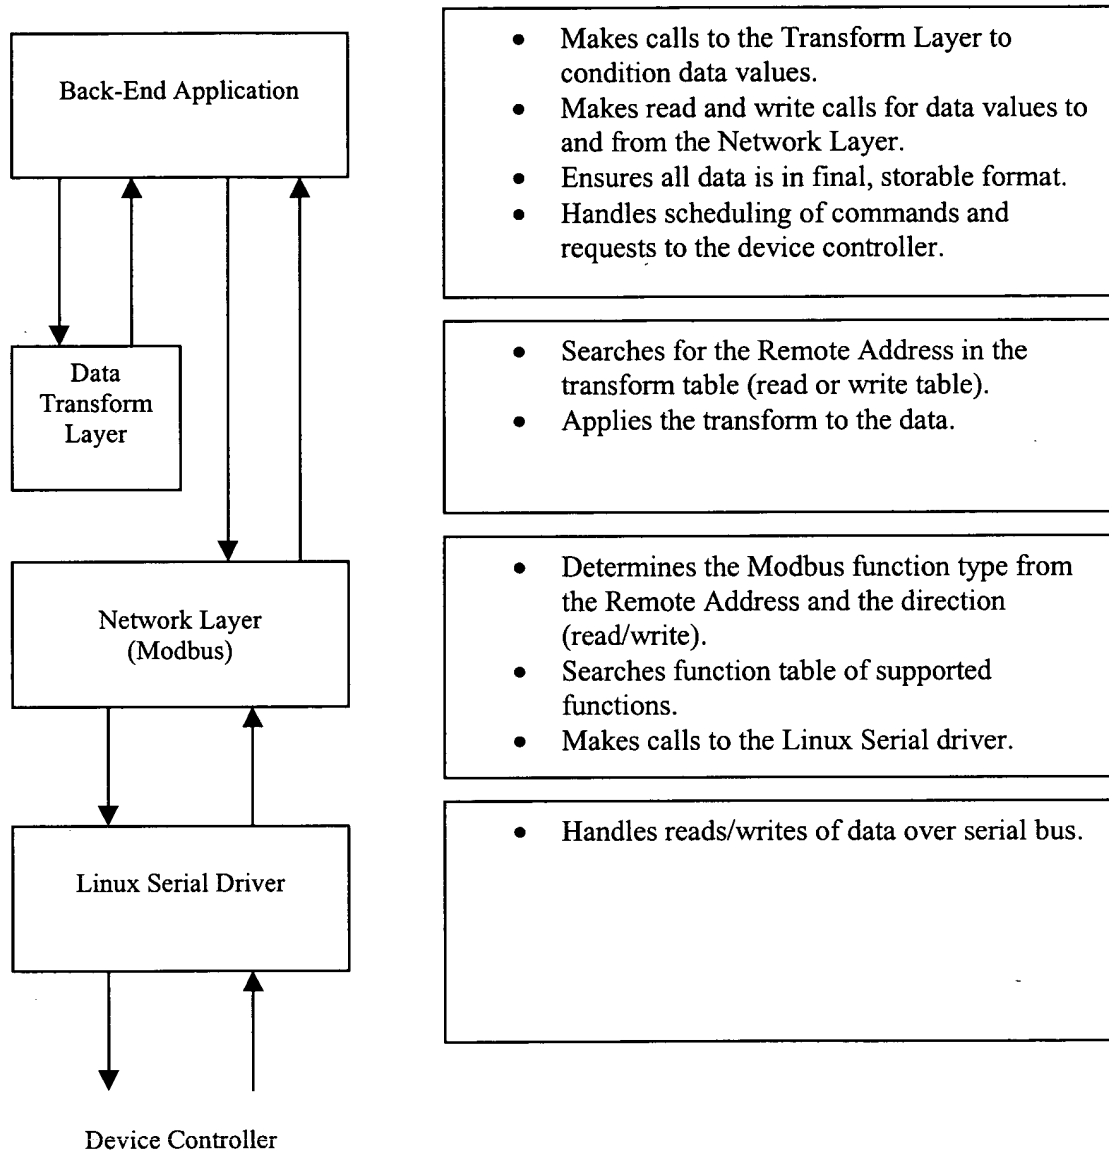 Back-End Application
• Makes calls to the Transform Layer to
condition data values.
• Makes read and write calls for data values to
and from the Network Layer.
• Ensures all data is in final, storable format.
• Handles scheduling of commands and
requests to the device controller.
Data
Transform
Layer
• Searches for the Remote Address in the
transform table (read or write table).
• Applies the transform to the data.
Network Layer
(Modbus)
• Determines the Modbus function type from
the Remote Address and the direction
(read/write).
• Searches function table of supported
functions.
• Makes calls to the Linux Serial driver.
Linux Serial Driver
• Handles reads/writes of data over serial bus.
Device Controller